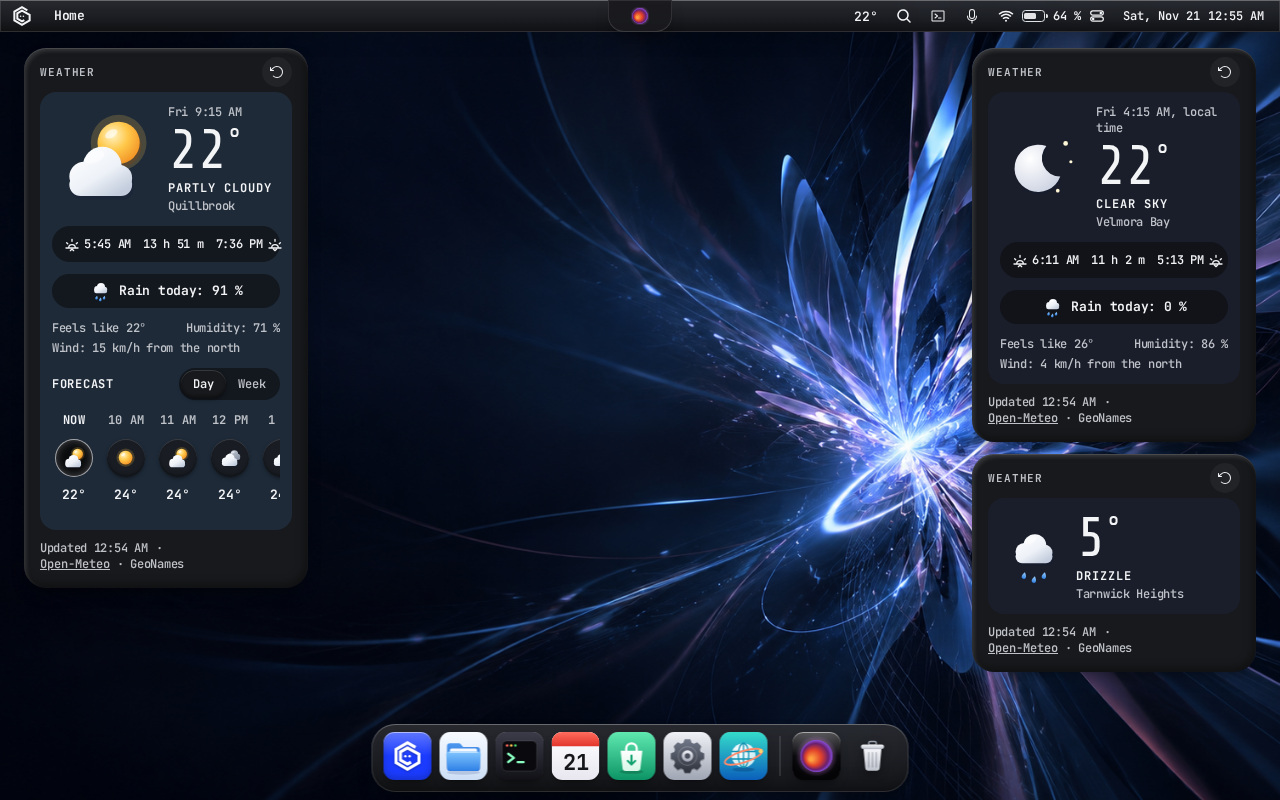 Home
22°
64 %
Sat, Nov 21 12:55 AM
WEATHER
Fri 9:15 AM
22°
PARTLY CLOUDY
Quillbrook
5:45 AM 13 h 51 m 7:36 PM
Rain today: 91 %
Feels like 22° Humidity: 71 %
Wind: 15 km/h from the north
FORECAST Day Week
NOW 10 AM 11 AM 12 PM 1
22° 24° 24° 24° 2
Updated 12:54 AM ·
Open-Meteo · GeoNames
WEATHER
Fri 4:15 AM, local
time
22°
CLEAR SKY
Velmora Bay
6:11 AM 11 h 2 m 5:13 PM
Rain today: 0 %
Feels like 26° Humidity: 86 %
Wind: 4 km/h from the north
Updated 12:54 AM ·
Open-Meteo · GeoNames
WEATHER
5°
DRIZZLE
Tarnwick Heights
Updated 12:54 AM ·
Open-Meteo · GeoNames
21